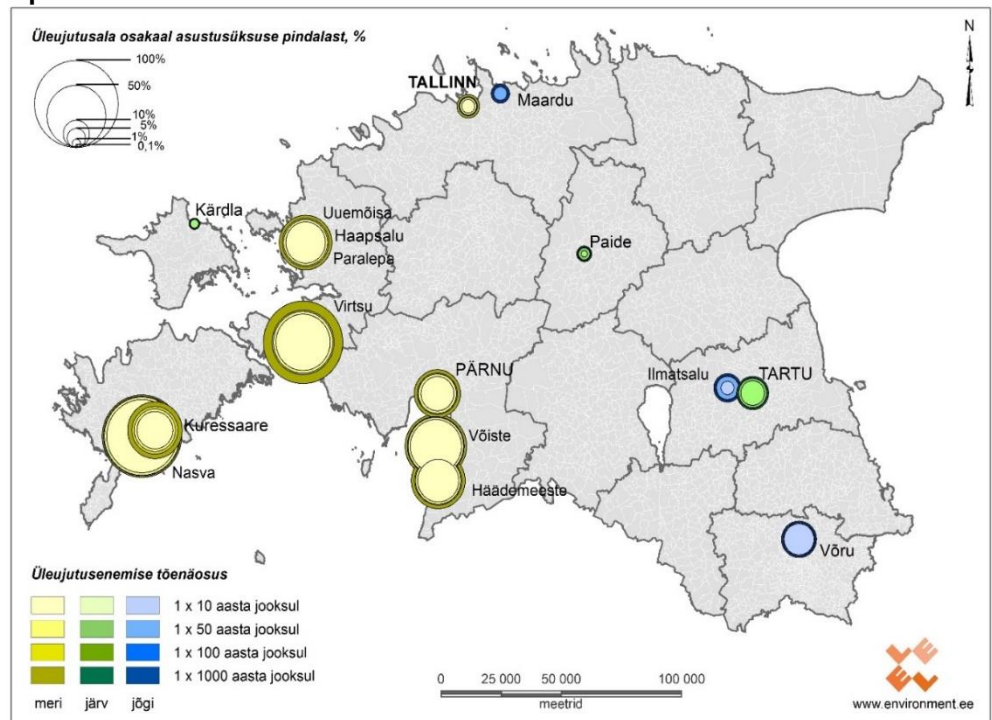 Üleujutusala osakaal asustusüksuse pindalast, %
100%
50%
10%
5%
1%
0,1%
N
TALLINN
Maardu
Kärdla
Uuemõisa
Haapsalu
Paralepa
Paide
Virtsu
PÄRNU
Ilmatsalu
TARTU
Kuressaare
Võiste
Nasva
Häädemeeste
Võru
Üleujutusenemise tõenäosus
1 x 10 aasta jooksul
1 x 50 aasta jooksul
1 x 100 aasta jooksul
1 x 1000 aasta jooksul
meri järv jõgi
0 25 000 50 000 100 000
meetrid
www.environment.ee